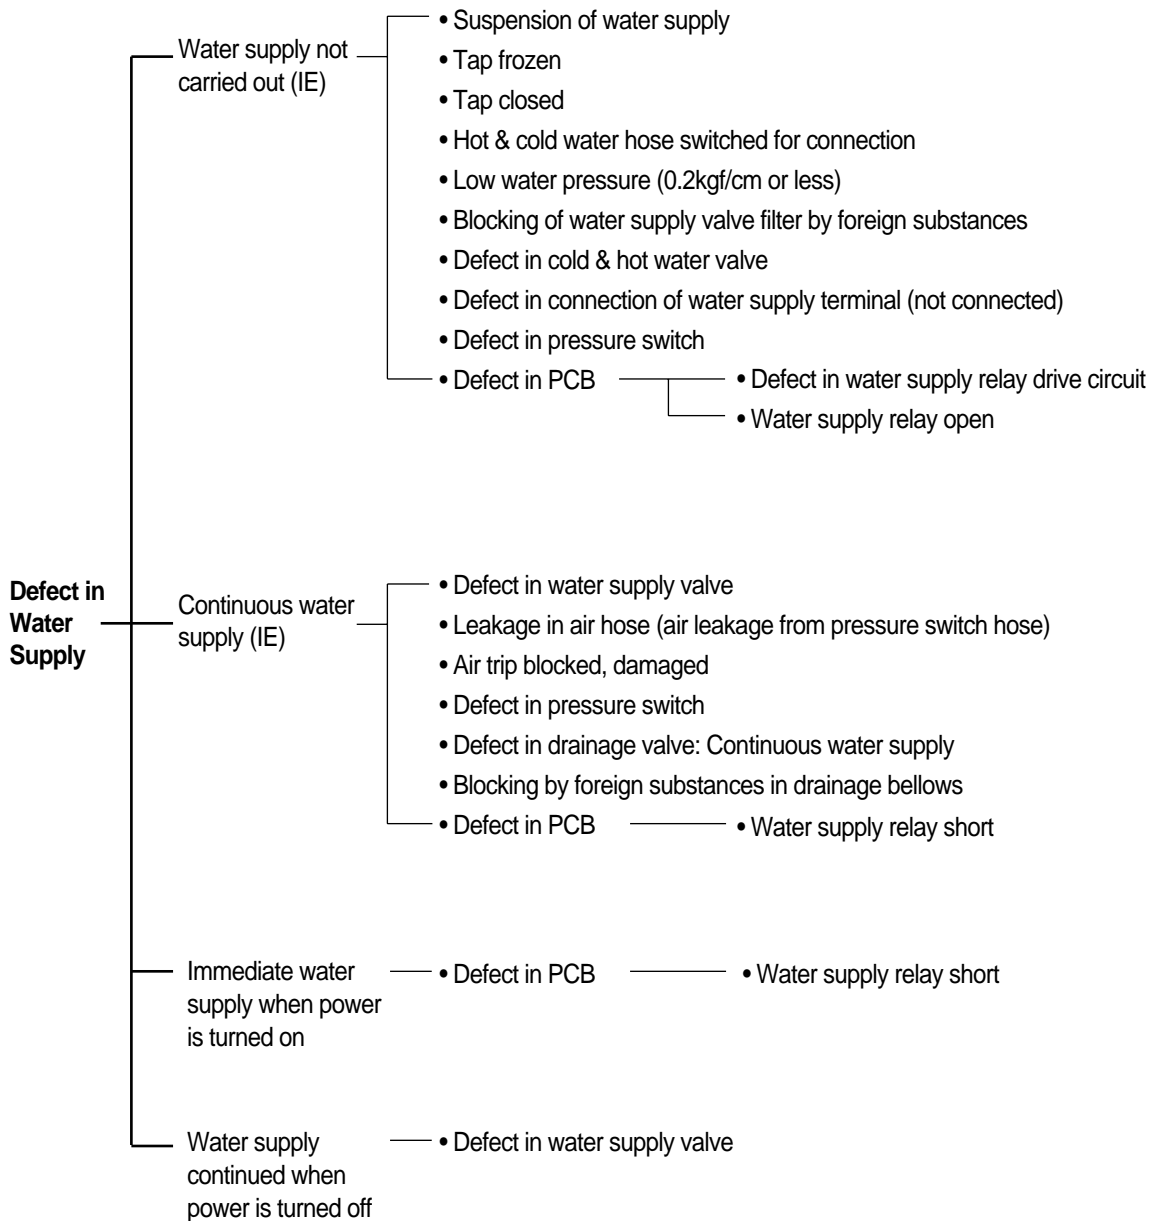 Water supply not
carried out (IE)
• Suspension of water supply
• Tap frozen
• Tap closed
• Hot & cold water hose switched for connection
• Low water pressure (0.2kgf/cm or less)
• Blocking of water supply valve filter by foreign substances
• Defect in cold & hot water valve
• Defect in connection of water supply terminal (not connected)
• Defect in pressure switch
• Defect in PCB
• Defect in water supply relay drive circuit
• Water supply relay open
Defect in
Water
Supply
Continuous water
supply (IE)
• Defect in water supply valve
• Leakage in air hose (air leakage from pressure switch hose)
• Air trip blocked, damaged
• Defect in pressure switch
• Defect in drainage valve: Continuous water supply
• Blocking by foreign substances in drainage bellows
• Defect in PCB
• Water supply relay short
Immediate water
supply when power
is turned on
• Defect in PCB
• Water supply relay short
Water supply
continued when
power is turned off
• Defect in water supply valve